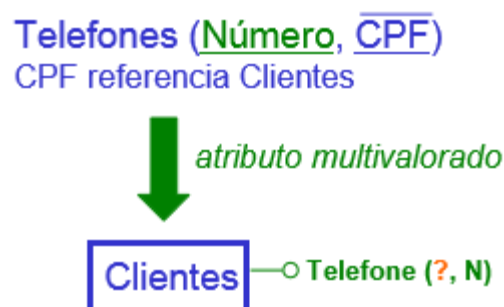 Telefones (Número, CPF)
CPF referencia Clientes
atributo multivalorado
Clientes
Telefone (?, N)